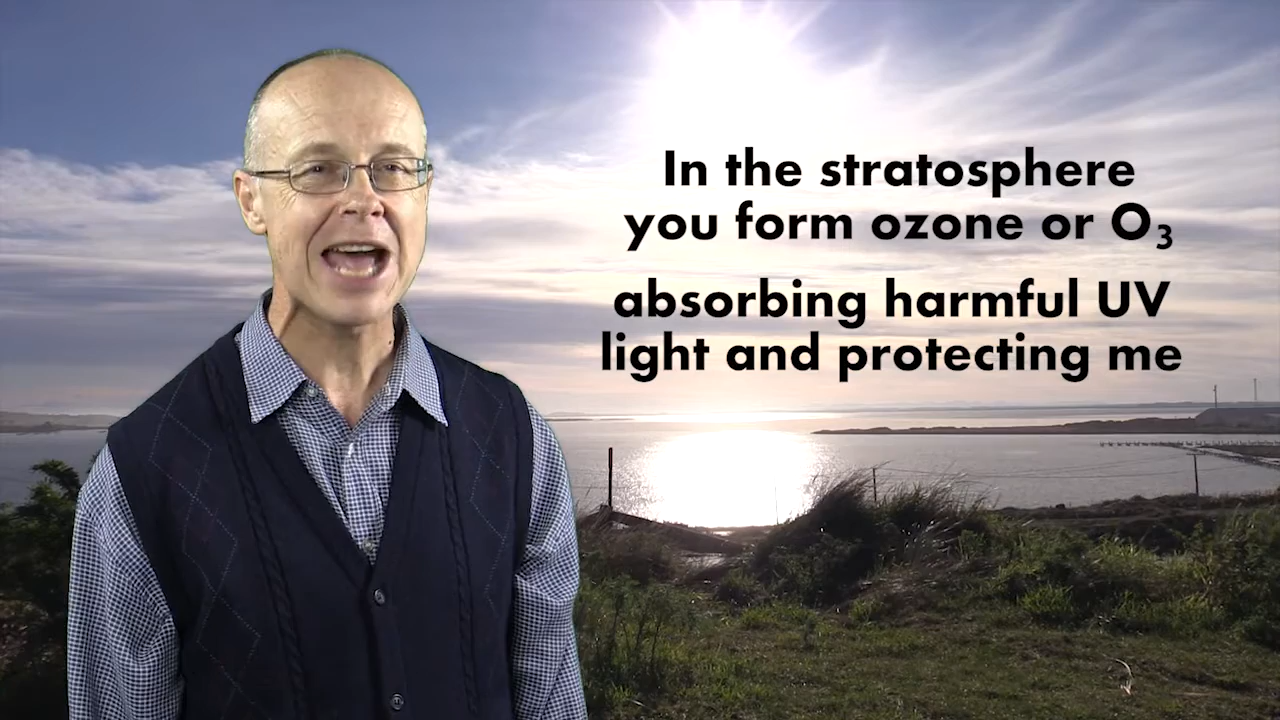 In the stratosphere
you form ozone or O₃
absorbing harmful UV
light and protecting me